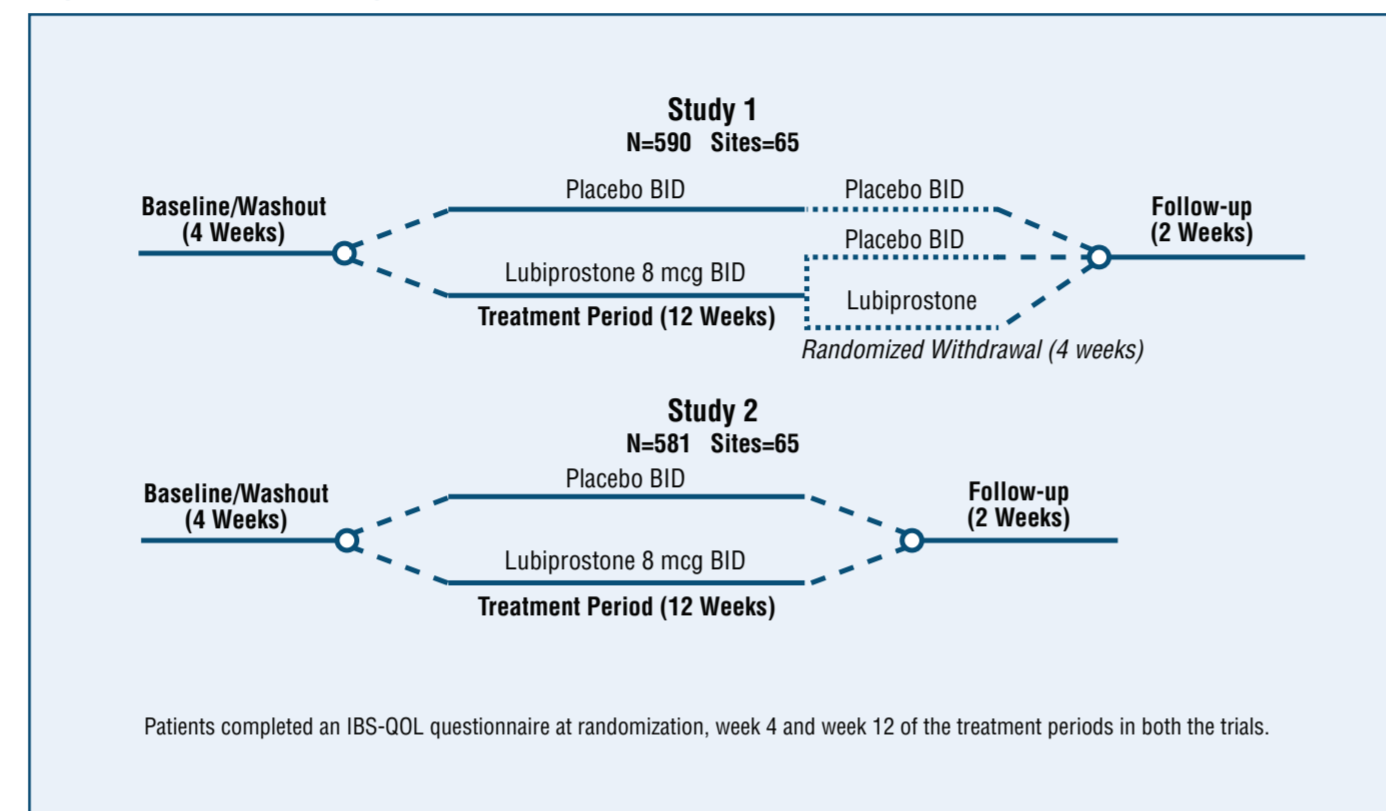 Study 1
N=590 Sites=65
Placebo BID
Placebo BID
Baseline/Washout
(4 Weeks)
Follow-up
(2 Weeks)
Placebo BID
Lubiprostone 8 mcg BID
Lubiprostone
Treatment Period (12 Weeks)
Randomized Withdrawal (4 weeks)
Study 2
N=581 Sites=65
Placebo BID
Baseline/Washout
(4 Weeks)
Follow-up
(2 Weeks)
Lubiprostone 8 mcg BID
Treatment Period (12 Weeks)
Patients completed an IBS-QOL questionnaire at randomization, week 4 and week 12 of the treatment periods in both the trials.